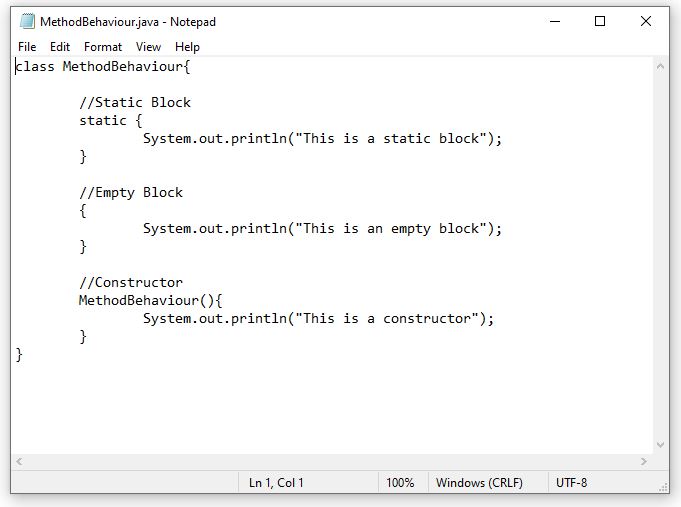 MethodBehaviour.java - Notepad
File Edit Format View Help
class MethodBehaviour{
//Static Block
static {
System.out.println("This is a static block");
}
//Empty Block
{
System.out.println("This is an empty block");
}
//Constructor
MethodBehaviour(){
System.out.println("This is a constructor");
}
}
Ln 1, Col 1 100% Windows (CRLF) UTF-8